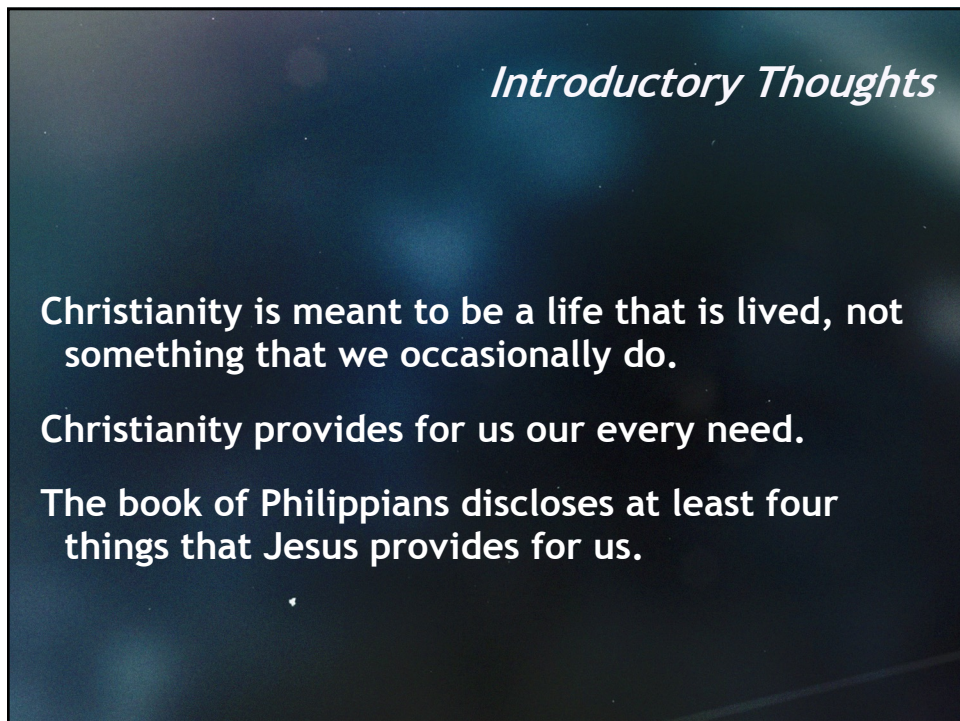 Introductory Thoughts
Christianity is meant to be a life that is lived, not
something that we occasionally do.
Christianity provides for us our every need.
The book of Philippians discloses at least four
things that Jesus provides for us.